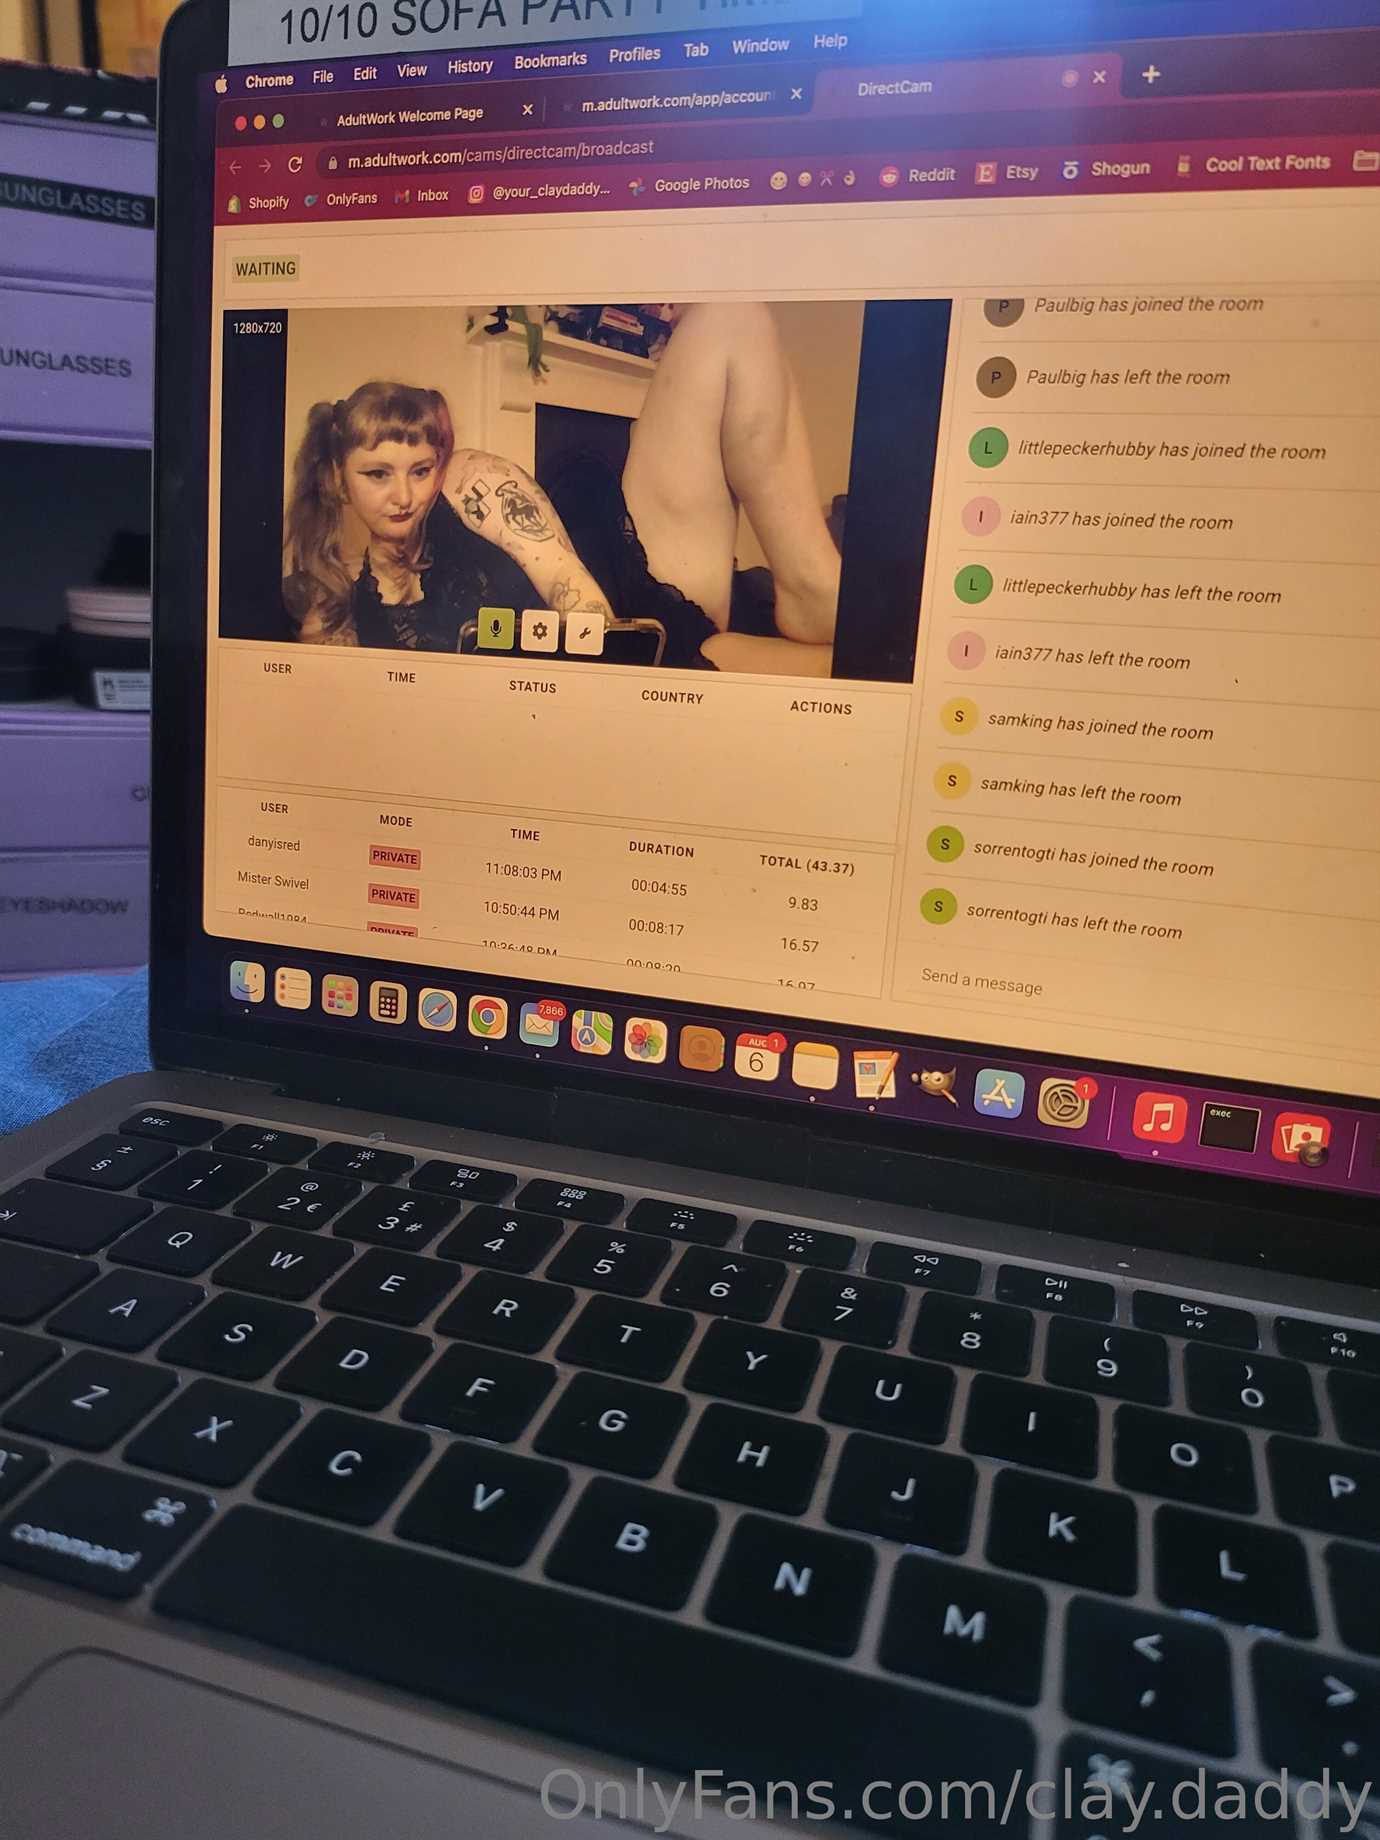 10/10 SOFA PARTY
Chrome File Edit View History Bookmarks Profiles Tab Window Help
AdultWork Welcome Page
m.adultwork.com/app/accoun
DirectCam
m.adultwork.com/cams/directcam/broadcast
Shopify OnlyFans Inbox @your_claydaddy... Google Photos Reddit Etsy Shogun Cool Text Fonts
SUNGLASSES
UNGLASSES
EYESHADOW
WAITING
1280x720
USER TIME STATUS COUNTRY ACTIONS
USER MODE TIME DURATION TOTAL (43.37)
danyisred PRIVATE 11:08:03 PM 00:04:55 9.83
Mister Swivel PRIVATE 10:50:44 PM 00:08:17 16.57
PRIVATE 10:26:48 PM 00:08:20 16.97
P Paulbig has joined the room
P Paulbig has left the room
L littlepeckerhubby has joined the room
I iain377 has joined the room
L littlepeckerhubby has left the room
I iain377 has left the room
S samking has joined the room
S samking has left the room
S sorrentogti has joined the room
S sorrentogti has left the room
Send a message
7,866
AUG 1
6
1
exec
esc F1 F2 F3 F4 F5 F6 F7 F8 F9 F10
± § ! 1 @ 2 € £ 3 # $ 4 % 5 ^ 6 & 7 * 8 ( 9 ) 0
Q W E R T Y U I O P
A S D F G H J K L
Z X C V B N M < , > .
⌘
command
⌘
OnlyFans.com/clay.daddy